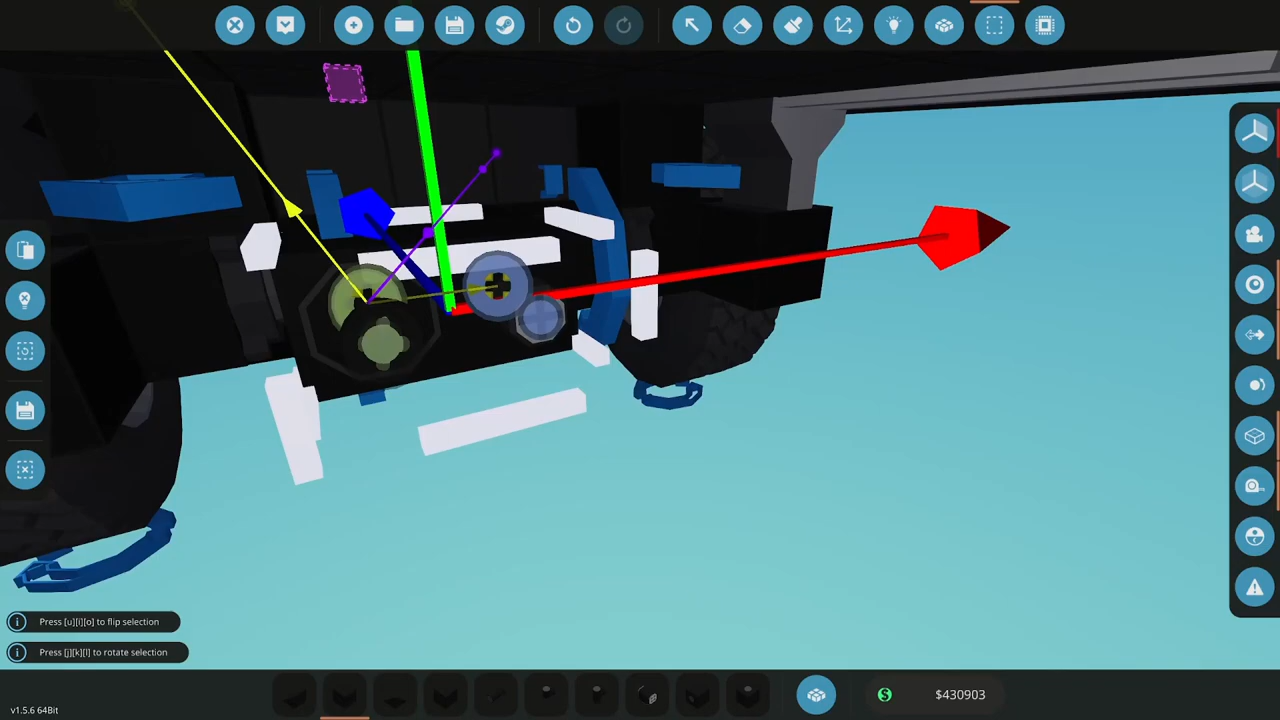 Press [u][i][o] to flip selection
Press [j][k][l] to rotate selection
$
$430903
v1.5.6 64Bit